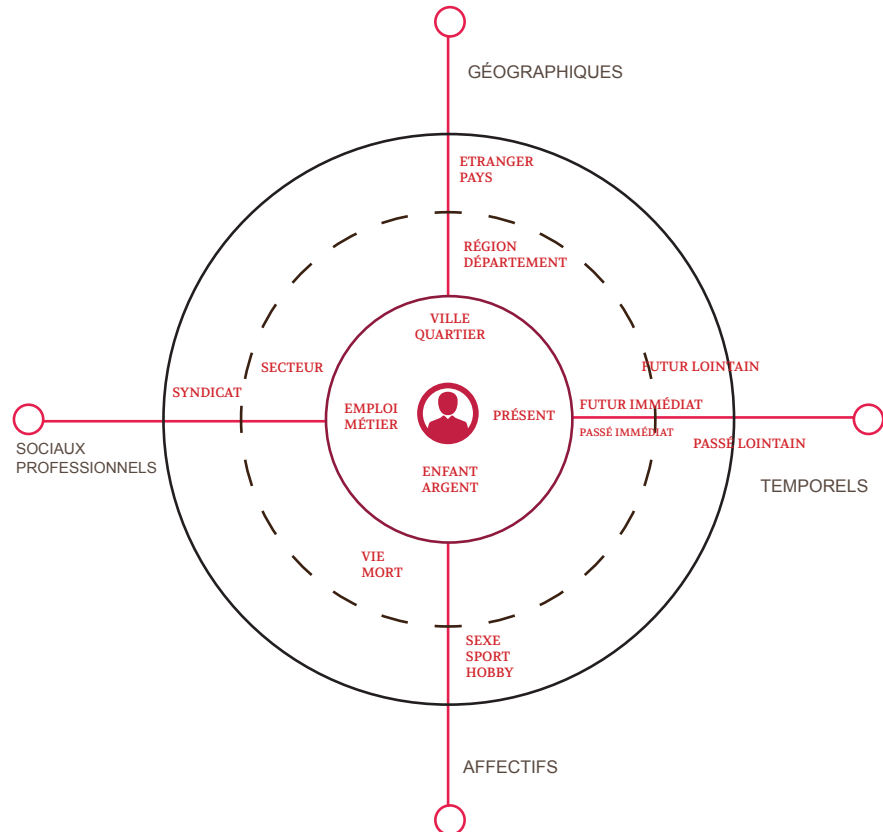 GÉOGRAPHIQUES
ETRANGER
PAYS
RÉGION
DÉPARTEMENT
VILLE
QUARTIER
SECTEUR
FUTUR LOINTAIN
SYNDICAT
EMPLOI
MÉTIER
PRÉSENT
FUTUR IMMÉDIAT
PASSÉ IMMÉDIAT
PASSÉ LOINTAIN
SOCIAUX
PROFESSIONNELS
ENFANT
ARGENT
TEMPORELS
VIE
MORT
SEXE
SPORT
HOBBY
AFFECTIFS